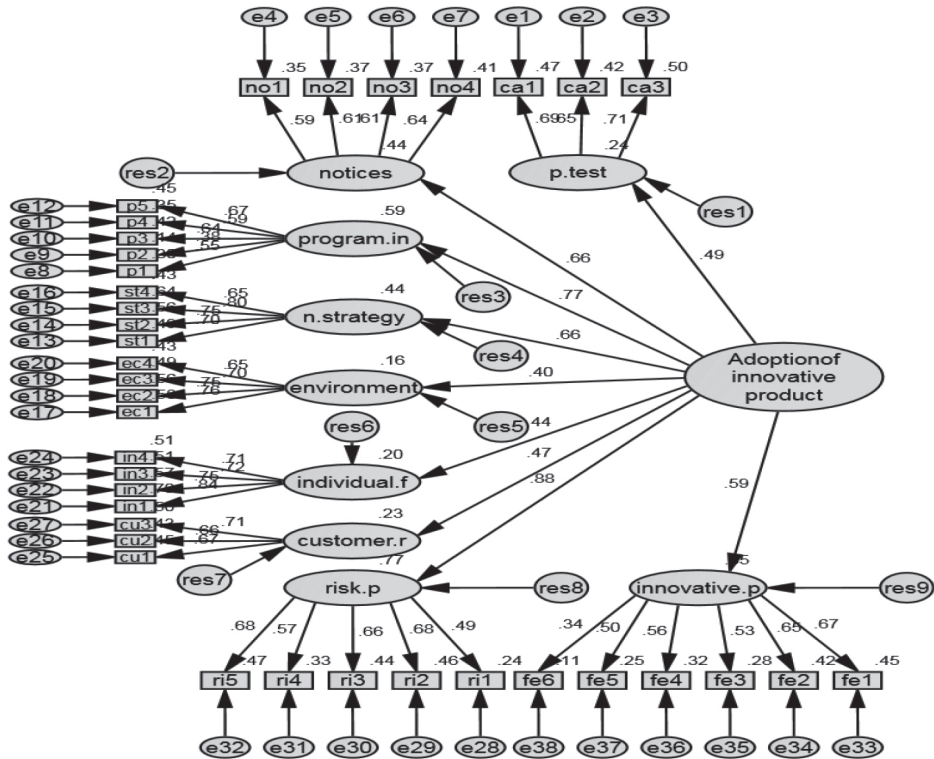 e4 e5 e6 e7 e1 e2 e3
.35 .37 .37 .41 .47 .42 .50
no1 no2 no3 no4 ca1 ca2 ca3
.59 .61 .61 .64 .69 .65 .71
.44 .24
res2 notices p.test
res1
.45
e12 p5 .67 .59
e11 p4 .59
e10 p3 .64 program.in
e9 p2
e8 p1 .55
res3
.66 .49
.77
.43
e16 st4 .65 .44
e15 st3 .80
e14 st2 .75 n.strategy .66
e13 st1 .70
res4
.43
e20 ec4 .65 .16
e19 ec3 .70
e18 ec2 .75 environment .40
e17 ec1 .76
res5
Adoptionof
innovative
product
res6 .44
.51
e24 in4 .51 .71 .20 .47
e23 in3 .72 .88
e22 in2 .75 individual.f
e21 in1 .84
.59
e27 cu3 .71 .23
e26 cu2 .66 customer.r
e25 cu1 .67
res7 .77
risk.p res8 innovative.p res9
.68 .57 .66 .68 .49 .34 .50 .56 .53 .65 .67
.47 .33 .44 .46 .24 .11 .25 .32 .28 .42 .45
ri5 ri4 ri3 ri2 ri1 fe6 fe5 fe4 fe3 fe2 fe1
e32 e31 e30 e29 e28 e38 e37 e36 e35 e34 e33